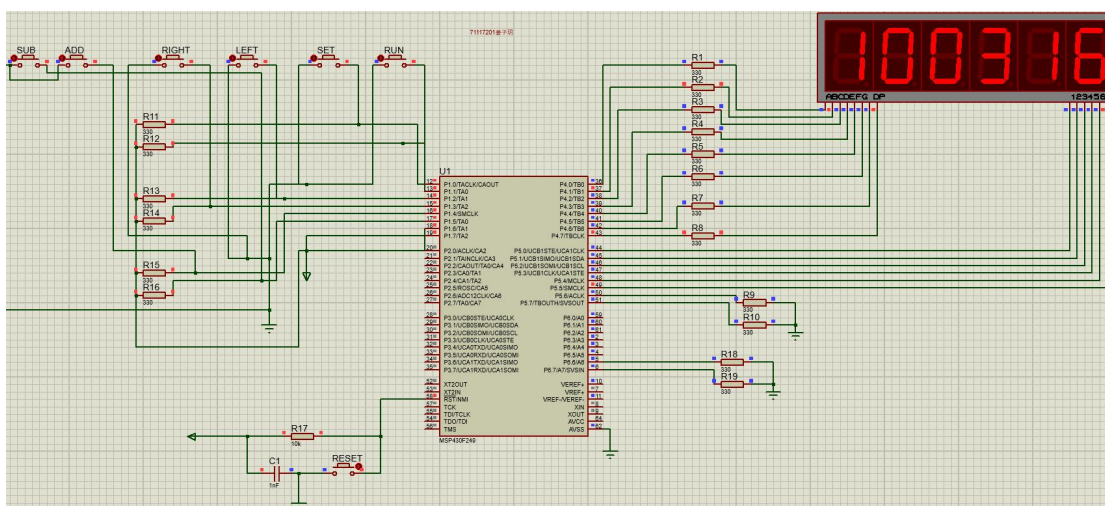 SUB ADD RIGHT LEFT SET RUN
100316
ABCDEFG DP
123456
R1
330
R2
330
R3
330
R4
330
R5
330
R6
330
R7
330
R8
330
R9
330
R10
330
R18
330
R19
330
R11
330
R12
330
R13
330
R14
330
R15
330
R16
330
R17
10k
C1
1nF
RESET
U1
P1.0/TACLK/CAOUT
P1.1/TA0
P1.2/TA1
P1.3/TA2
P1.4/SMCLK
P1.5/TA0
P1.6/TA1
P1.7/TA2
P2.0/ACLK/CA2
P2.1/TAINCLK/CA3
P2.2/CAOUT/TA0/CA4
P2.3/CA0/TA1
P2.4/CA1/TA2
P2.5/ROSC/CA5
P2.6/ADC12CLK/CA6
P2.7/TA0/CA7
P3.0/UCB0STE/UCA0CLK
P3.1/UCB0SIMO/UCB0SDA
P3.2/UCB0SOMI/UCB0SCL
P3.3/UCB0CLK/UCA0STE
P3.4/UCA0TXD/UCA0SIMO
P3.5/UCA0RXD/UCA0SOMI
P3.6/UCA1TXD/UCA1SIMO
P3.7/UCA1RXD/UCA1SOMI
XT2OUT
XT2IN
RST/NMI
TCK
TDI/TCLK
TDO/TDI
TMS
P4.0/TB0
P4.1/TB1
P4.2/TB2
P4.3/TB3
P4.4/TB4
P4.5/TB5
P4.6/TB6
P4.7/TBCLK
P5.0/UCB1STE/UCA1CLK
P5.1/UCB1SIMO/UCB1SDA
P5.2/UCB1SOMI/UCB1SCL
P5.3/UCB1CLK/UCA1STE
P5.4/MCLK
P5.5/SMCLK
P5.6/ACLK
P5.7/TBOUTH/SVSOUT
P6.0/A0
P6.1/A1
P6.2/A2
P6.3/A3
P6.4/A4
P6.5/A5
P6.6/A6
P6.7/A7/SVSIN
VEREF+
VREF+
VREF-/VEREF-
XIN
XOUT
AVCC
AVSS
MSP430F249